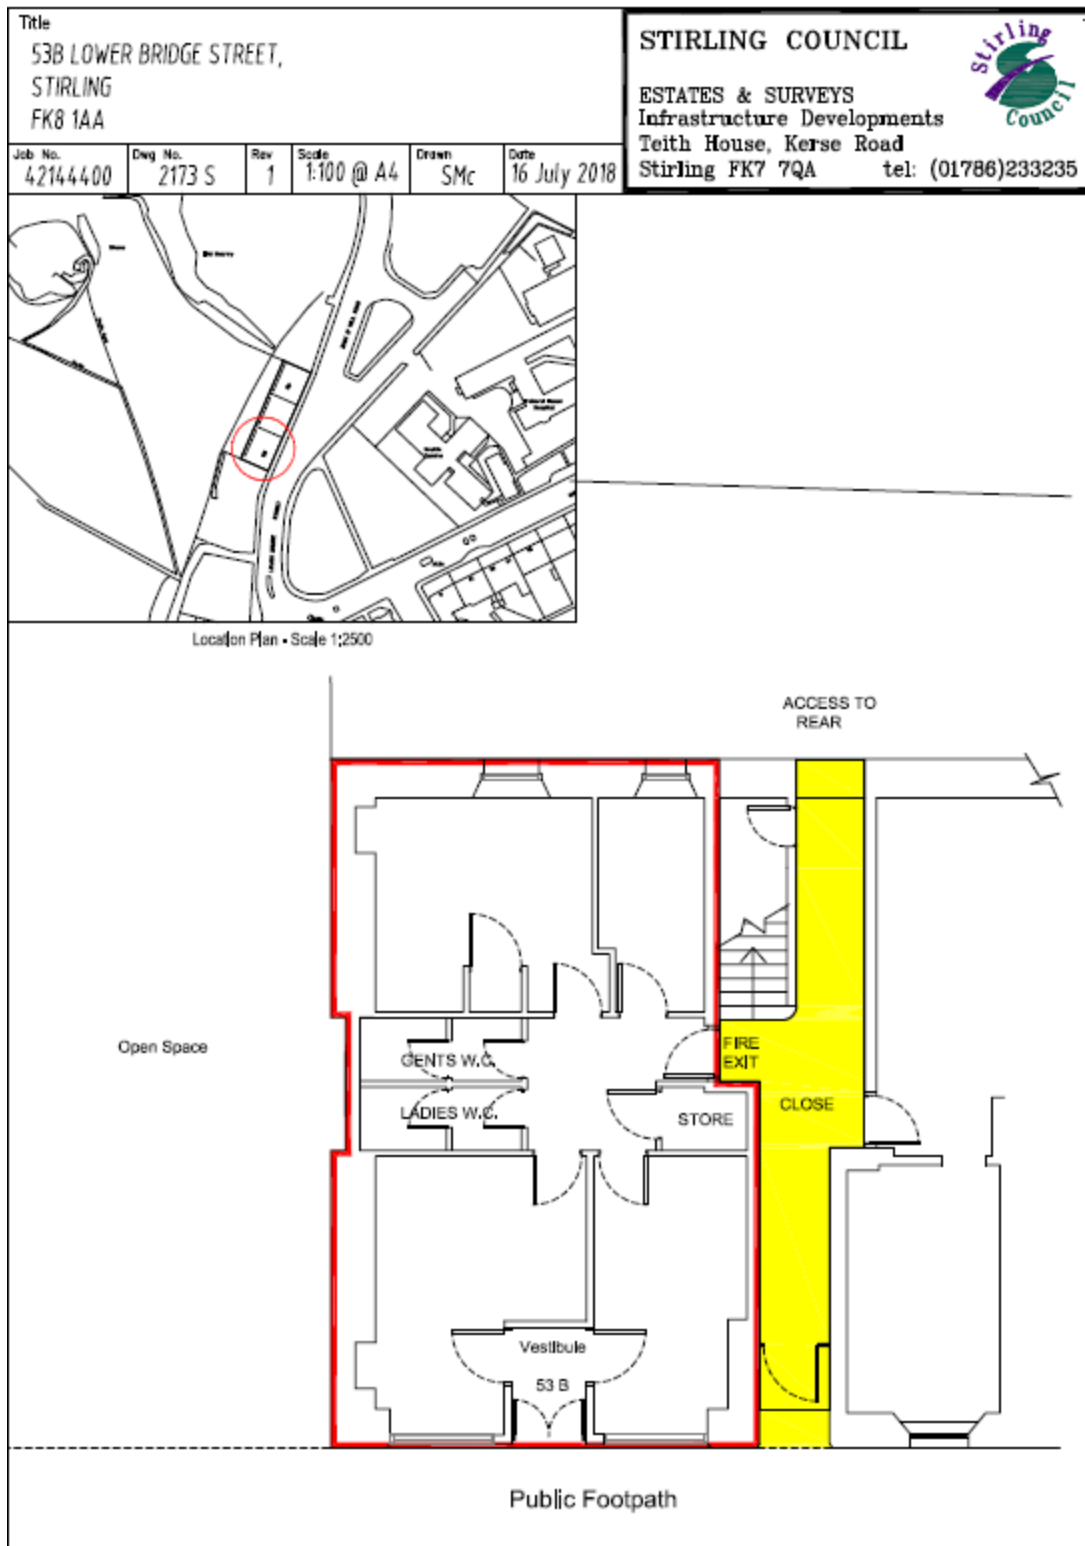 Title
53B LOWER BRIDGE STREET,
STIRLING
FK8 1AA
STIRLING COUNCIL
ESTATES & SURVEYS
Infrastructure Developments
Teith House, Kerse Road
Stirling FK7 7QA tel: (01786)233235
Stirling
Council
Job No. Dwg No. Rev Scale Drawn Date
42144400 2173 S 1 1:100 @ A4 SMc 16 July 2018
Location Plan - Scale 1:2500
ACCESS TO
REAR
Open Space
GENTS W.C.
LADIES W.C.
FIRE
EXIT
CLOSE
STORE
Vestibule
53 B
Public Footpath